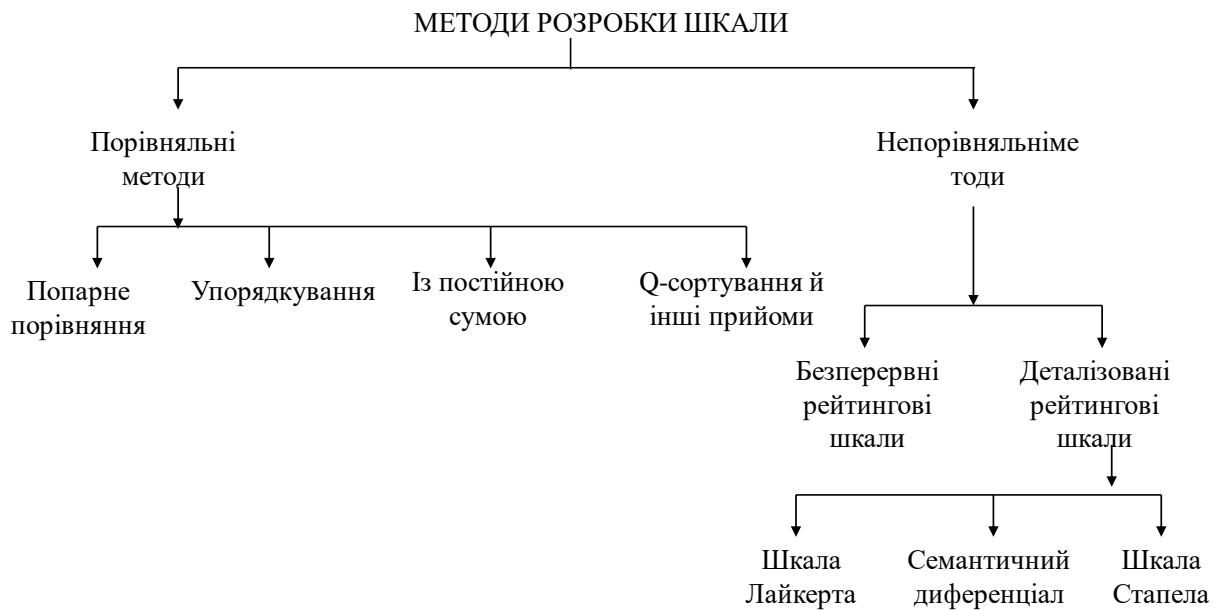 МЕТОДИ РОЗРОБКИ ШКАЛИ
Порівняльні
методи
Непорівняльніме
тоди
Попарне
порівняння
Упорядкування
Із постійною
сумою
Q-сортування й
інші прийоми
Безперервні
рейтингові
шкали
Деталізовані
рейтингові
шкали
Шкала
Лайкерта
Семантичний
диференціал
Шкала
Стапела